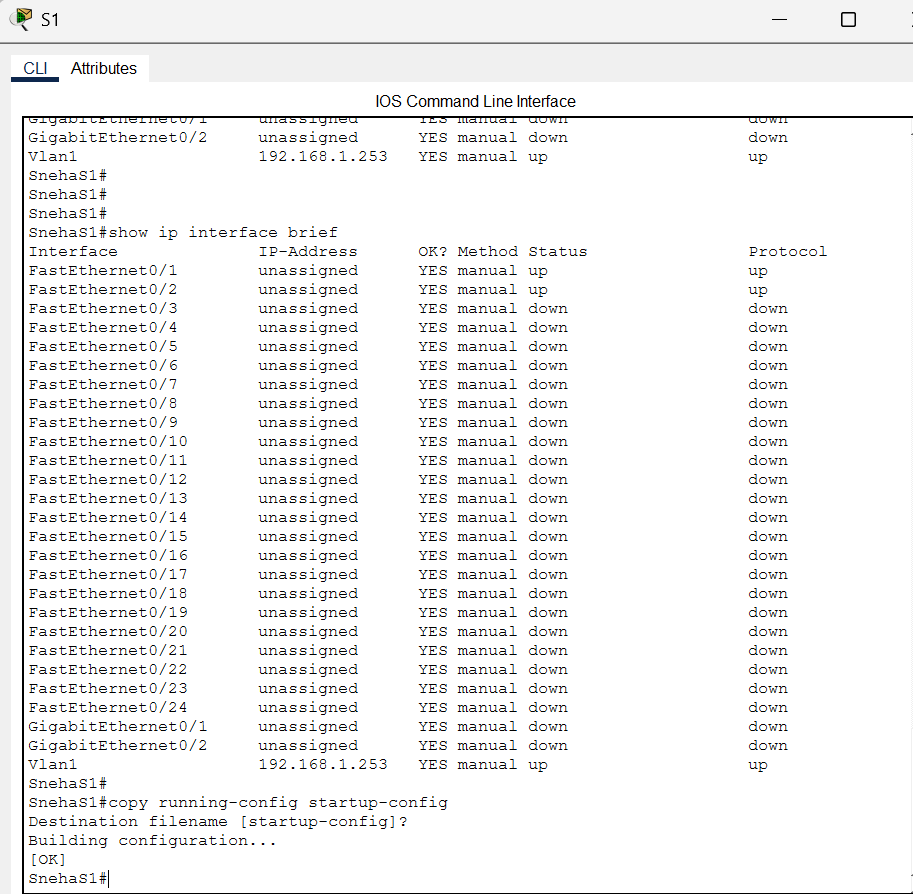 S1
CLI Attributes
IOS Command Line Interface
GigabitEthernet0/1 unassigned YES manual down down
GigabitEthernet0/2 unassigned YES manual down down
Vlan1 192.168.1.253 YES manual up up
SnehaS1#
SnehaS1#
SnehaS1#
SnehaS1#show ip interface brief
Interface IP-Address OK? Method Status Protocol
FastEthernet0/1 unassigned YES manual up up
FastEthernet0/2 unassigned YES manual up up
FastEthernet0/3 unassigned YES manual down down
FastEthernet0/4 unassigned YES manual down down
FastEthernet0/5 unassigned YES manual down down
FastEthernet0/6 unassigned YES manual down down
FastEthernet0/7 unassigned YES manual down down
FastEthernet0/8 unassigned YES manual down down
FastEthernet0/9 unassigned YES manual down down
FastEthernet0/10 unassigned YES manual down down
FastEthernet0/11 unassigned YES manual down down
FastEthernet0/12 unassigned YES manual down down
FastEthernet0/13 unassigned YES manual down down
FastEthernet0/14 unassigned YES manual down down
FastEthernet0/15 unassigned YES manual down down
FastEthernet0/16 unassigned YES manual down down
FastEthernet0/17 unassigned YES manual down down
FastEthernet0/18 unassigned YES manual down down
FastEthernet0/19 unassigned YES manual down down
FastEthernet0/20 unassigned YES manual down down
FastEthernet0/21 unassigned YES manual down down
FastEthernet0/22 unassigned YES manual down down
FastEthernet0/23 unassigned YES manual down down
FastEthernet0/24 unassigned YES manual down down
GigabitEthernet0/1 unassigned YES manual down down
GigabitEthernet0/2 unassigned YES manual down down
Vlan1 192.168.1.253 YES manual up up
SnehaS1#
SnehaS1#copy running-config startup-config
Destination filename [startup-config]?
Building configuration...
[OK]
SnehaS1#